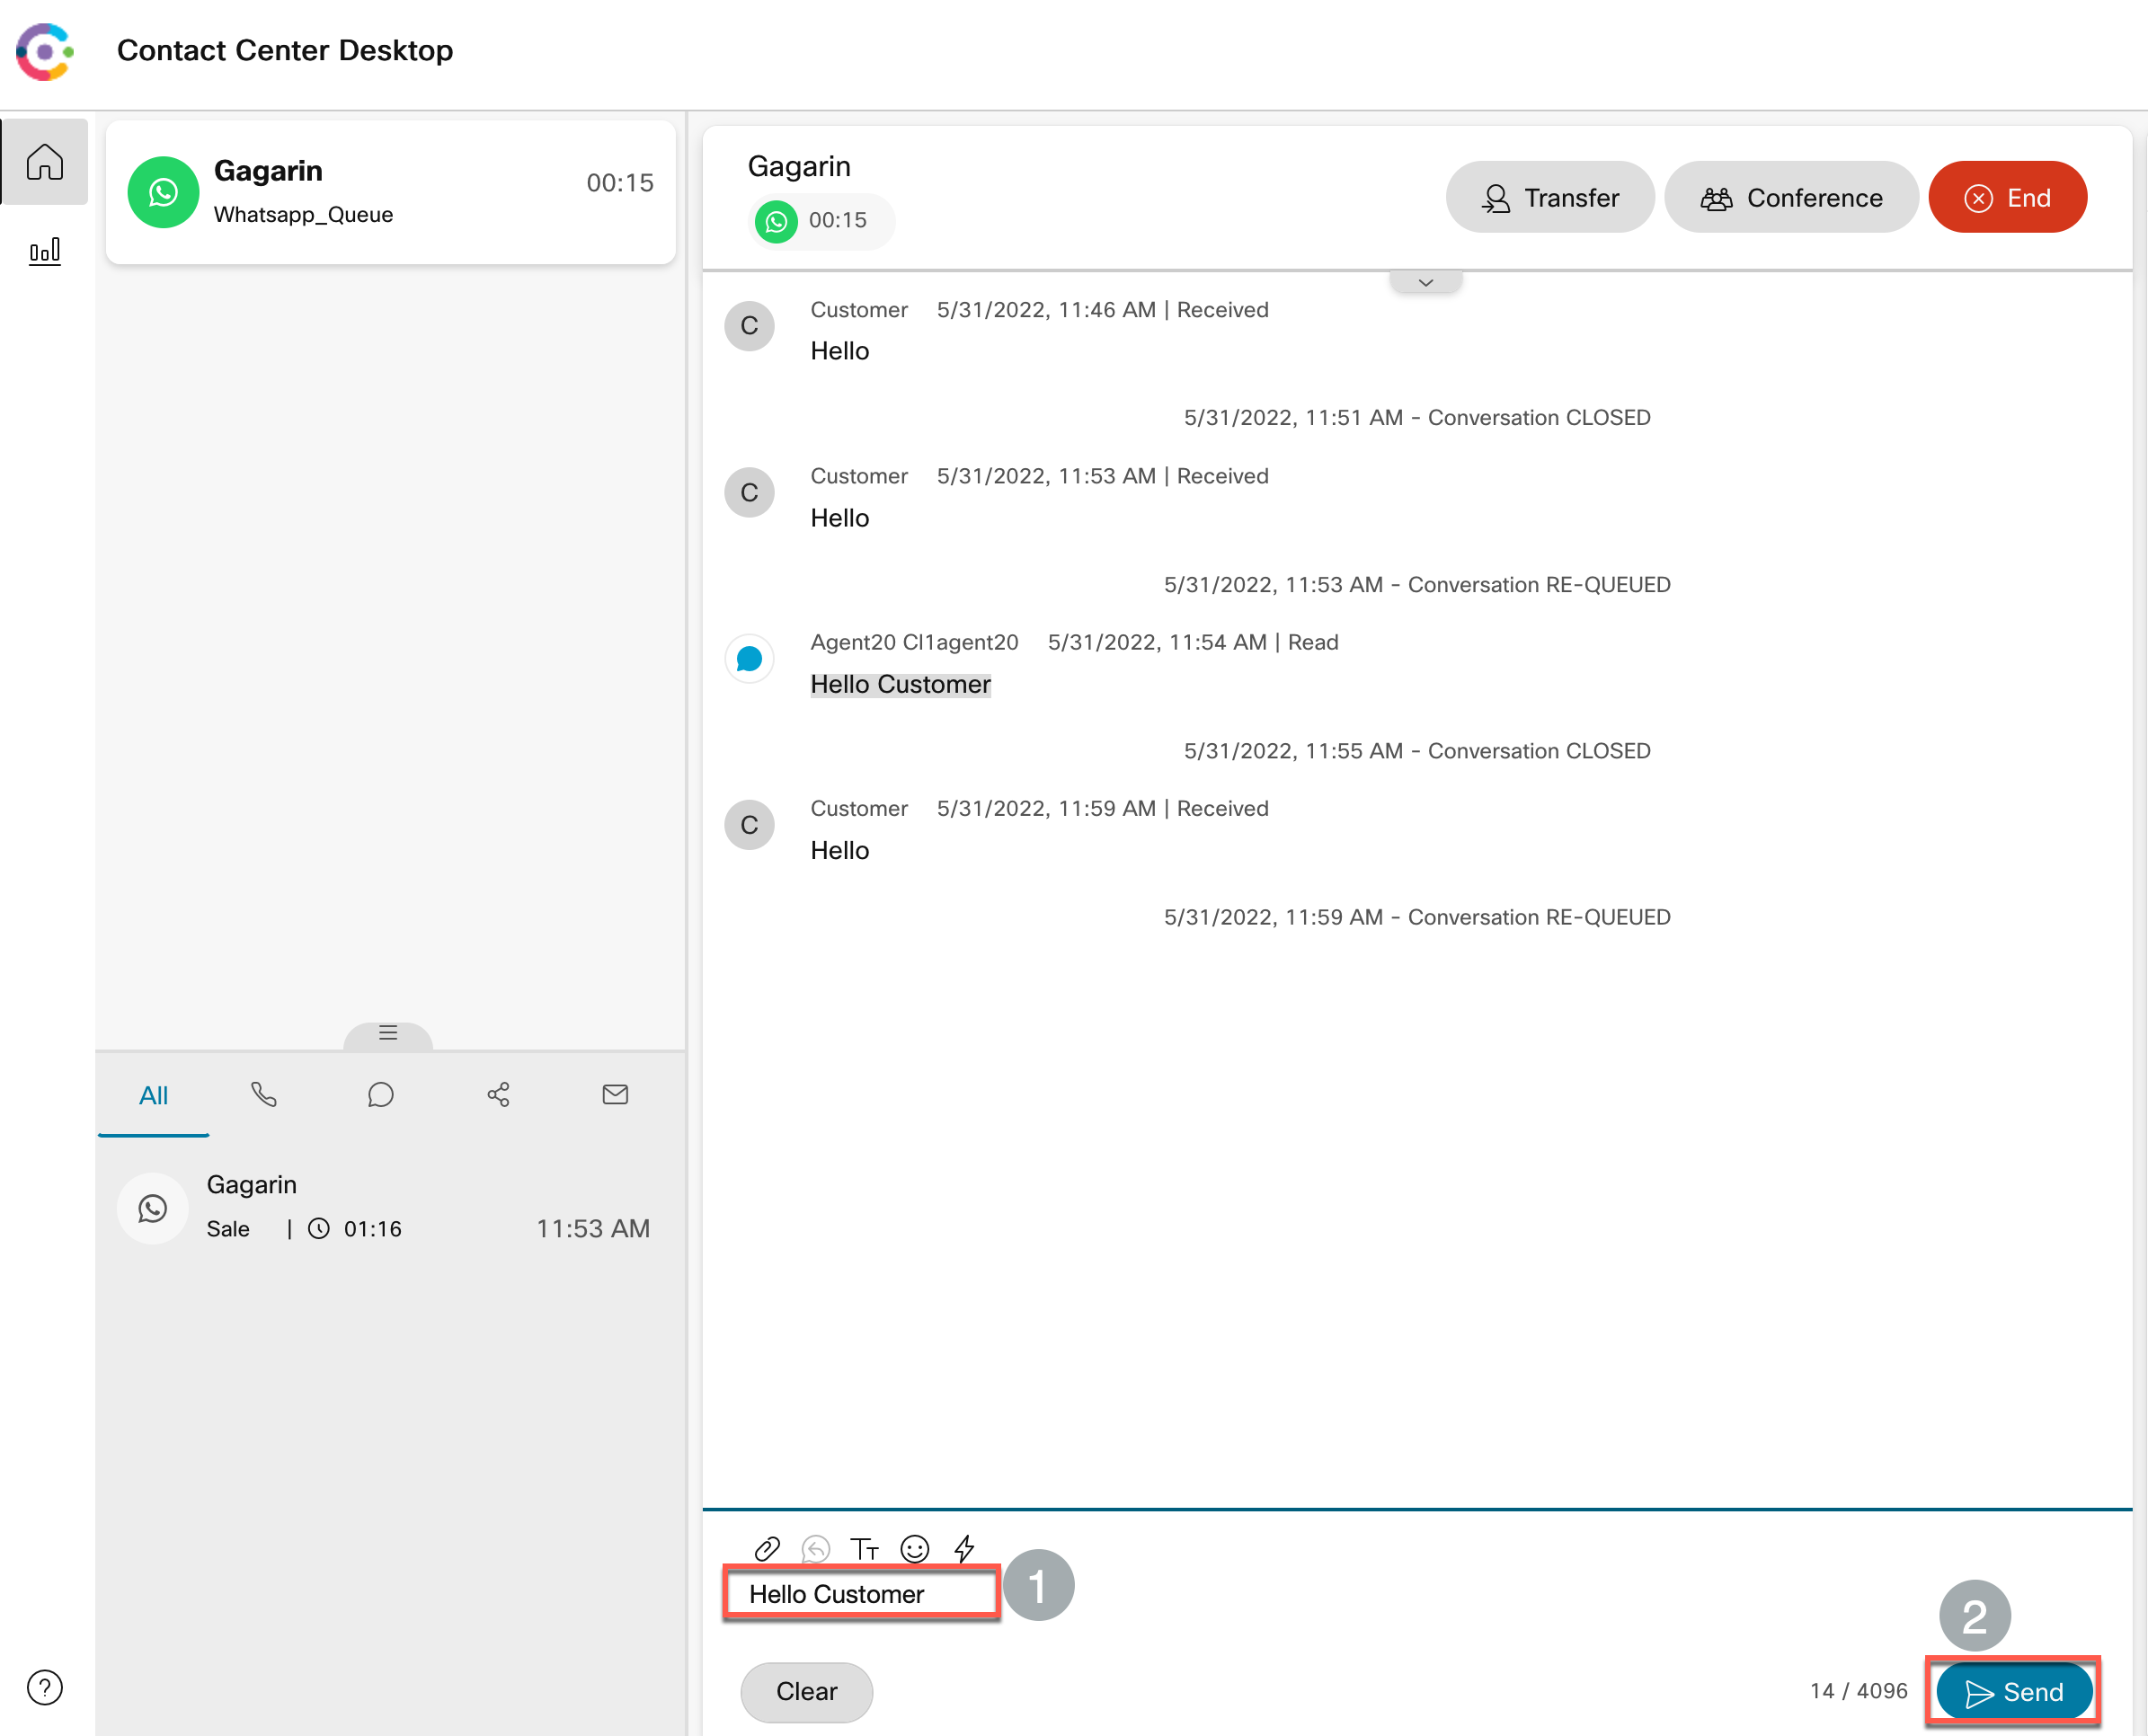 Contact Center Desktop
Gagarin
Whatsapp_Queue
00:15
Gagarin
00:15
Transfer
Conference
End
C
Customer 5/31/2022, 11:46 AM | Received
Hello
5/31/2022, 11:51 AM - Conversation CLOSED
C
Customer 5/31/2022, 11:53 AM | Received
Hello
5/31/2022, 11:53 AM - Conversation RE-QUEUED
Agent20 Cl1agent20 5/31/2022, 11:54 AM | Read
Hello Customer
5/31/2022, 11:55 AM - Conversation CLOSED
C
Customer 5/31/2022, 11:59 AM | Received
Hello
5/31/2022, 11:59 AM - Conversation RE-QUEUED
All
Gagarin
Sale | 01:16 11:53 AM
TT
Hello Customer
1
2
Clear
14 / 4096
Send
?